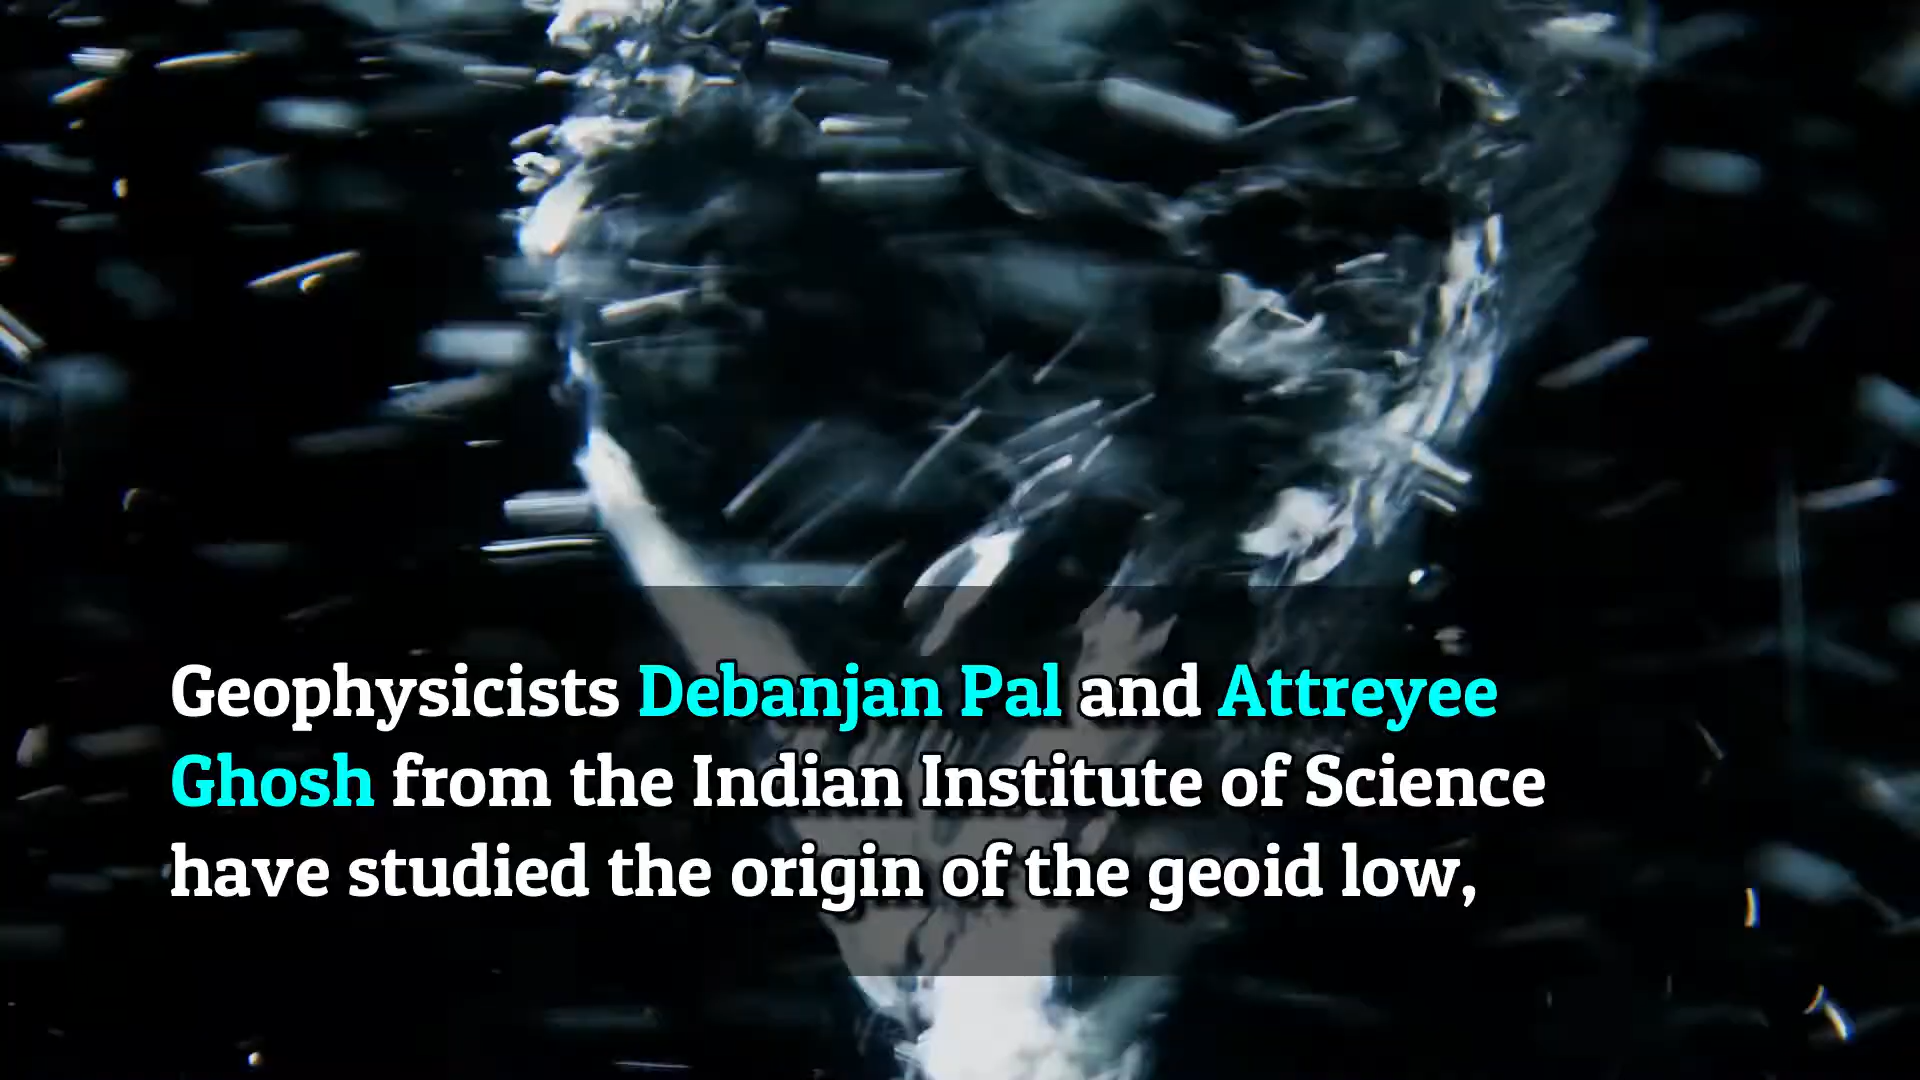 Geophysicists Debanjan Pal and Attreyee
Ghosh from the Indian Institute of Science
have studied the origin of the geoid low,